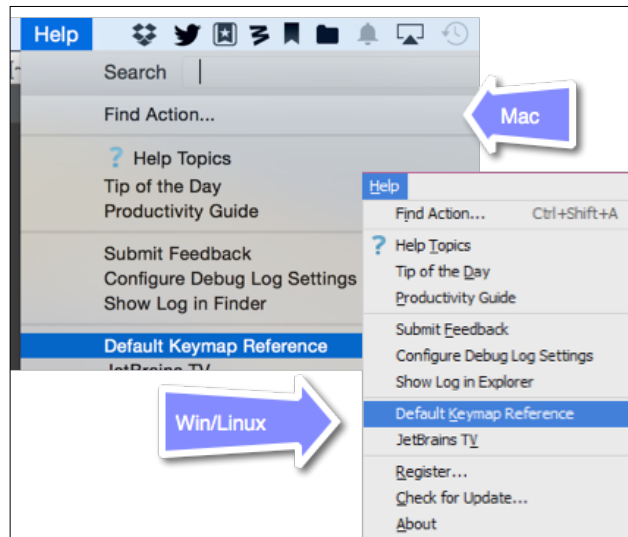 Help
Search
Find Action...
Mac
? Help Topics
Tip of the Day
Productivity Guide
Submit Feedback
Configure Debug Log Settings
Show Log in Finder
Default Keymap Reference
JetBrains TV
Win/Linux
Help
Find Action... Ctrl+Shift+A
? Help Topics
Tip of the Day
Productivity Guide
Submit Feedback
Configure Debug Log Settings
Show Log in Explorer
Default Keymap Reference
JetBrains TV
Register...
Check for Update...
About